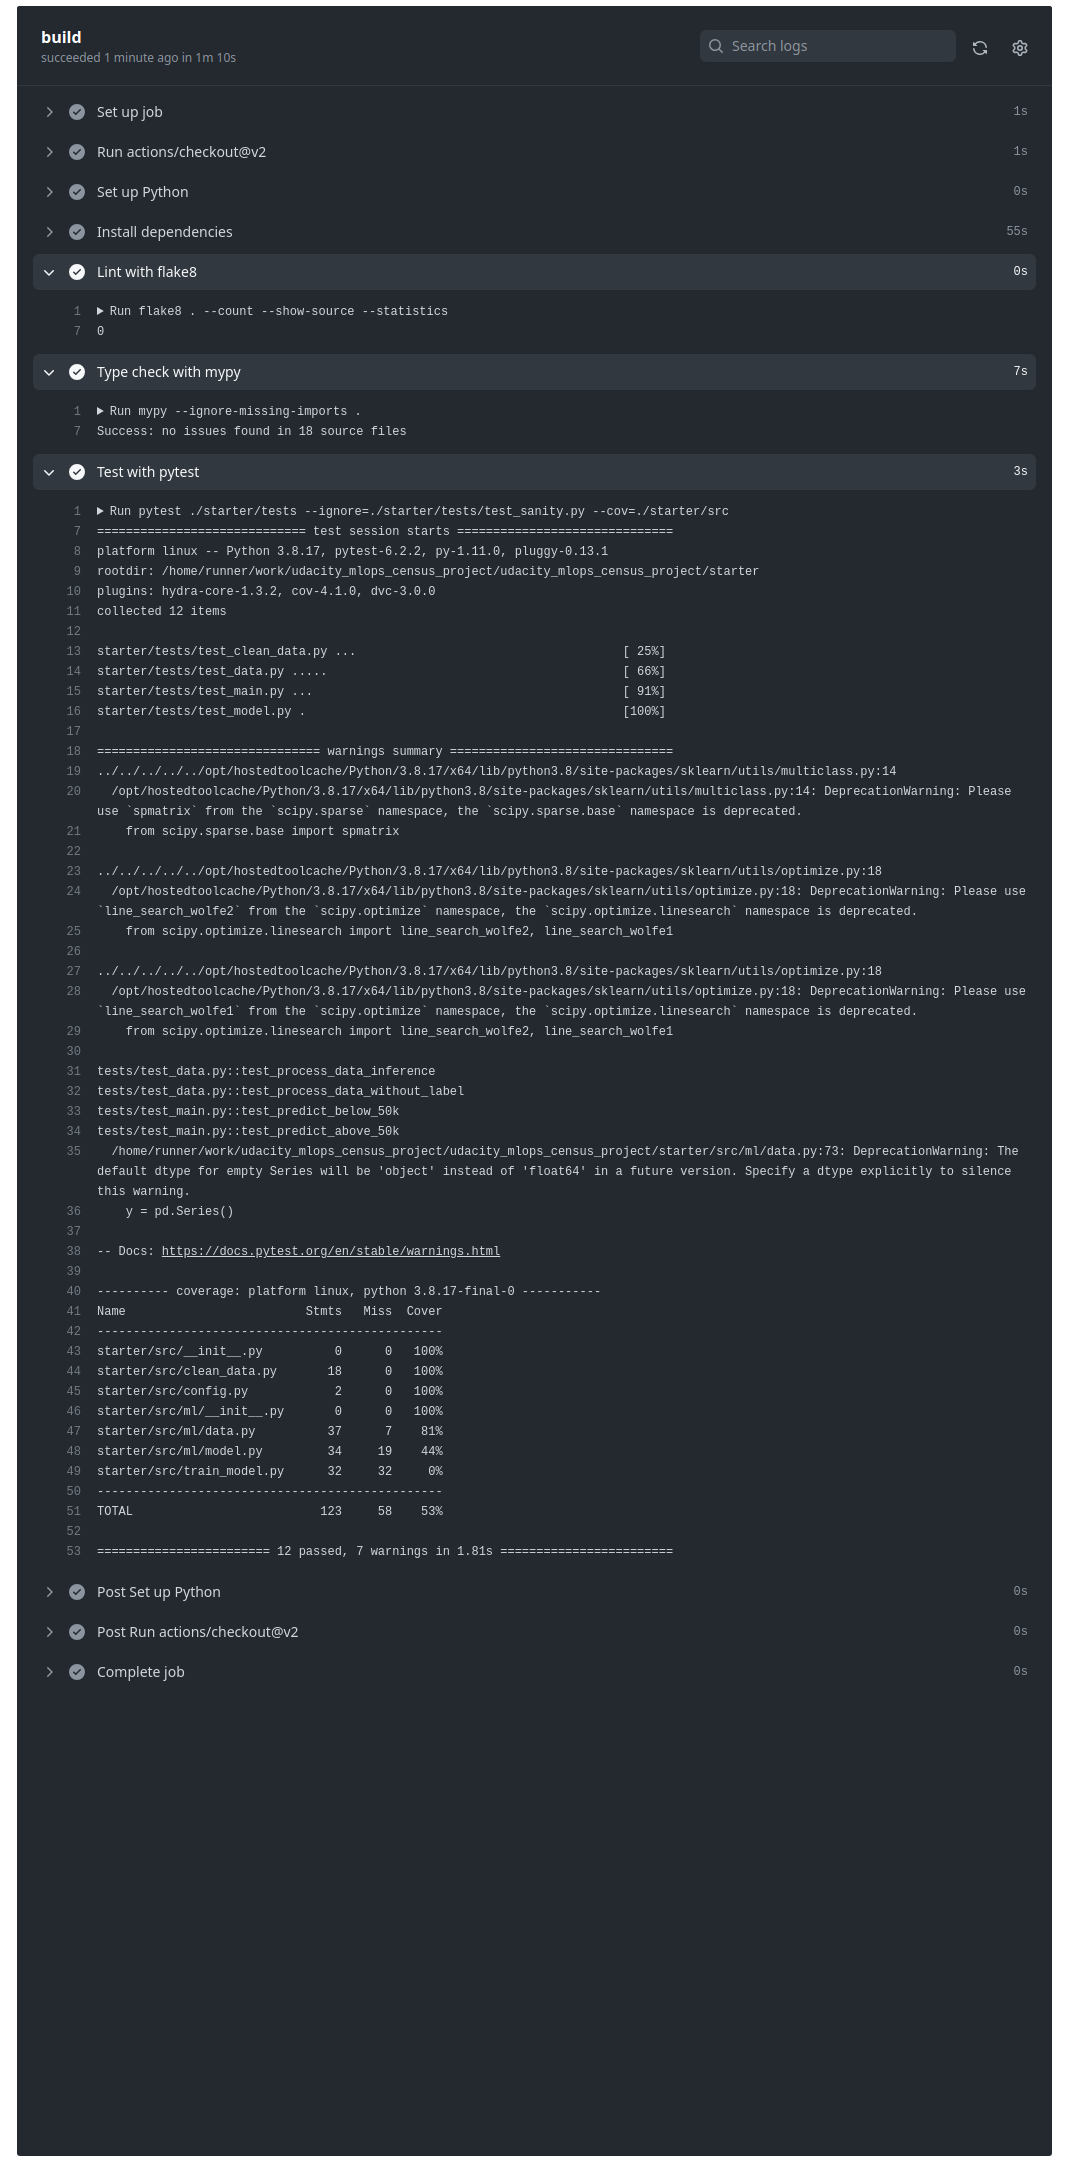 build
succeeded 1 minute ago in 1m 10s
Search logs
Set up job 1s
Run actions/checkout@v2 1s
Set up Python 0s
Install dependencies 55s
Lint with flake8 0s
1 Run flake8 . --count --show-source --statistics
7 0
Type check with mypy 7s
1 Run mypy --ignore-missing-imports .
7 Success: no issues found in 18 source files
Test with pytest 3s
1 Run pytest ./starter/tests --ignore=./starter/tests/test_sanity.py --cov=./starter/src
7 ============================= test session starts ==============================
8 platform linux -- Python 3.8.17, pytest-6.2.2, py-1.11.0, pluggy-0.13.1
9 rootdir: /home/runner/work/udacity_mlops_census_project/udacity_mlops_census_project/starter
10 plugins: hydra-core-1.3.2, cov-4.1.0, dvc-3.0.0
11 collected 12 items
12
13 starter/tests/test_clean_data.py ... [ 25%]
14 starter/tests/test_data.py ..... [ 66%]
15 starter/tests/test_main.py ... [ 91%]
16 starter/tests/test_model.py . [100%]
17
18 =============================== warnings summary ===============================
19 ../../../../../opt/hostedtoolcache/Python/3.8.17/x64/lib/python3.8/site-packages/sklearn/utils/multiclass.py:14
20 /opt/hostedtoolcache/Python/3.8.17/x64/lib/python3.8/site-packages/sklearn/utils/multiclass.py:14: DeprecationWarning: Please
use `spmatrix` from the `scipy.sparse` namespace, the `scipy.sparse.base` namespace is deprecated.
21 from scipy.sparse.base import spmatrix
22
23 ../../../../../opt/hostedtoolcache/Python/3.8.17/x64/lib/python3.8/site-packages/sklearn/utils/optimize.py:18
24 /opt/hostedtoolcache/Python/3.8.17/x64/lib/python3.8/site-packages/sklearn/utils/optimize.py:18: DeprecationWarning: Please use
`line_search_wolfe2` from the `scipy.optimize` namespace, the `scipy.optimize.linesearch` namespace is deprecated.
25 from scipy.optimize.linesearch import line_search_wolfe2, line_search_wolfe1
26
27 ../../../../../opt/hostedtoolcache/Python/3.8.17/x64/lib/python3.8/site-packages/sklearn/utils/optimize.py:18
28 /opt/hostedtoolcache/Python/3.8.17/x64/lib/python3.8/site-packages/sklearn/utils/optimize.py:18: DeprecationWarning: Please use
`line_search_wolfe1` from the `scipy.optimize` namespace, the `scipy.optimize.linesearch` namespace is deprecated.
29 from scipy.optimize.linesearch import line_search_wolfe2, line_search_wolfe1
30
31 tests/test_data.py::test_process_data_inference
32 tests/test_data.py::test_process_data_without_label
33 tests/test_main.py::test_predict_below_50k
34 tests/test_main.py::test_predict_above_50k
35 /home/runner/work/udacity_mlops_census_project/udacity_mlops_census_project/starter/src/ml/data.py:73: DeprecationWarning: The
default dtype for empty Series will be 'object' instead of 'float64' in a future version. Specify a dtype explicitly to silence
this warning.
36 y = pd.Series()
37
38 -- Docs: https://docs.pytest.org/en/stable/warnings.html
39
40 ---------- coverage: platform linux, python 3.8.17-final-0 -----------
41 Name Stmts Miss Cover
42 ------------------------------------------------
43 starter/src/__init__.py 0 0 100%
44 starter/src/clean_data.py 18 0 100%
45 starter/src/config.py 2 0 100%
46 starter/src/ml/__init__.py 0 0 100%
47 starter/src/ml/data.py 37 7 81%
48 starter/src/ml/model.py 34 19 44%
49 starter/src/train_model.py 32 32 0%
50 ------------------------------------------------
51 TOTAL 123 58 53%
52
53 ======================== 12 passed, 7 warnings in 1.81s ========================
Post Set up Python 0s
Post Run actions/checkout@v2 0s
Complete job 0s